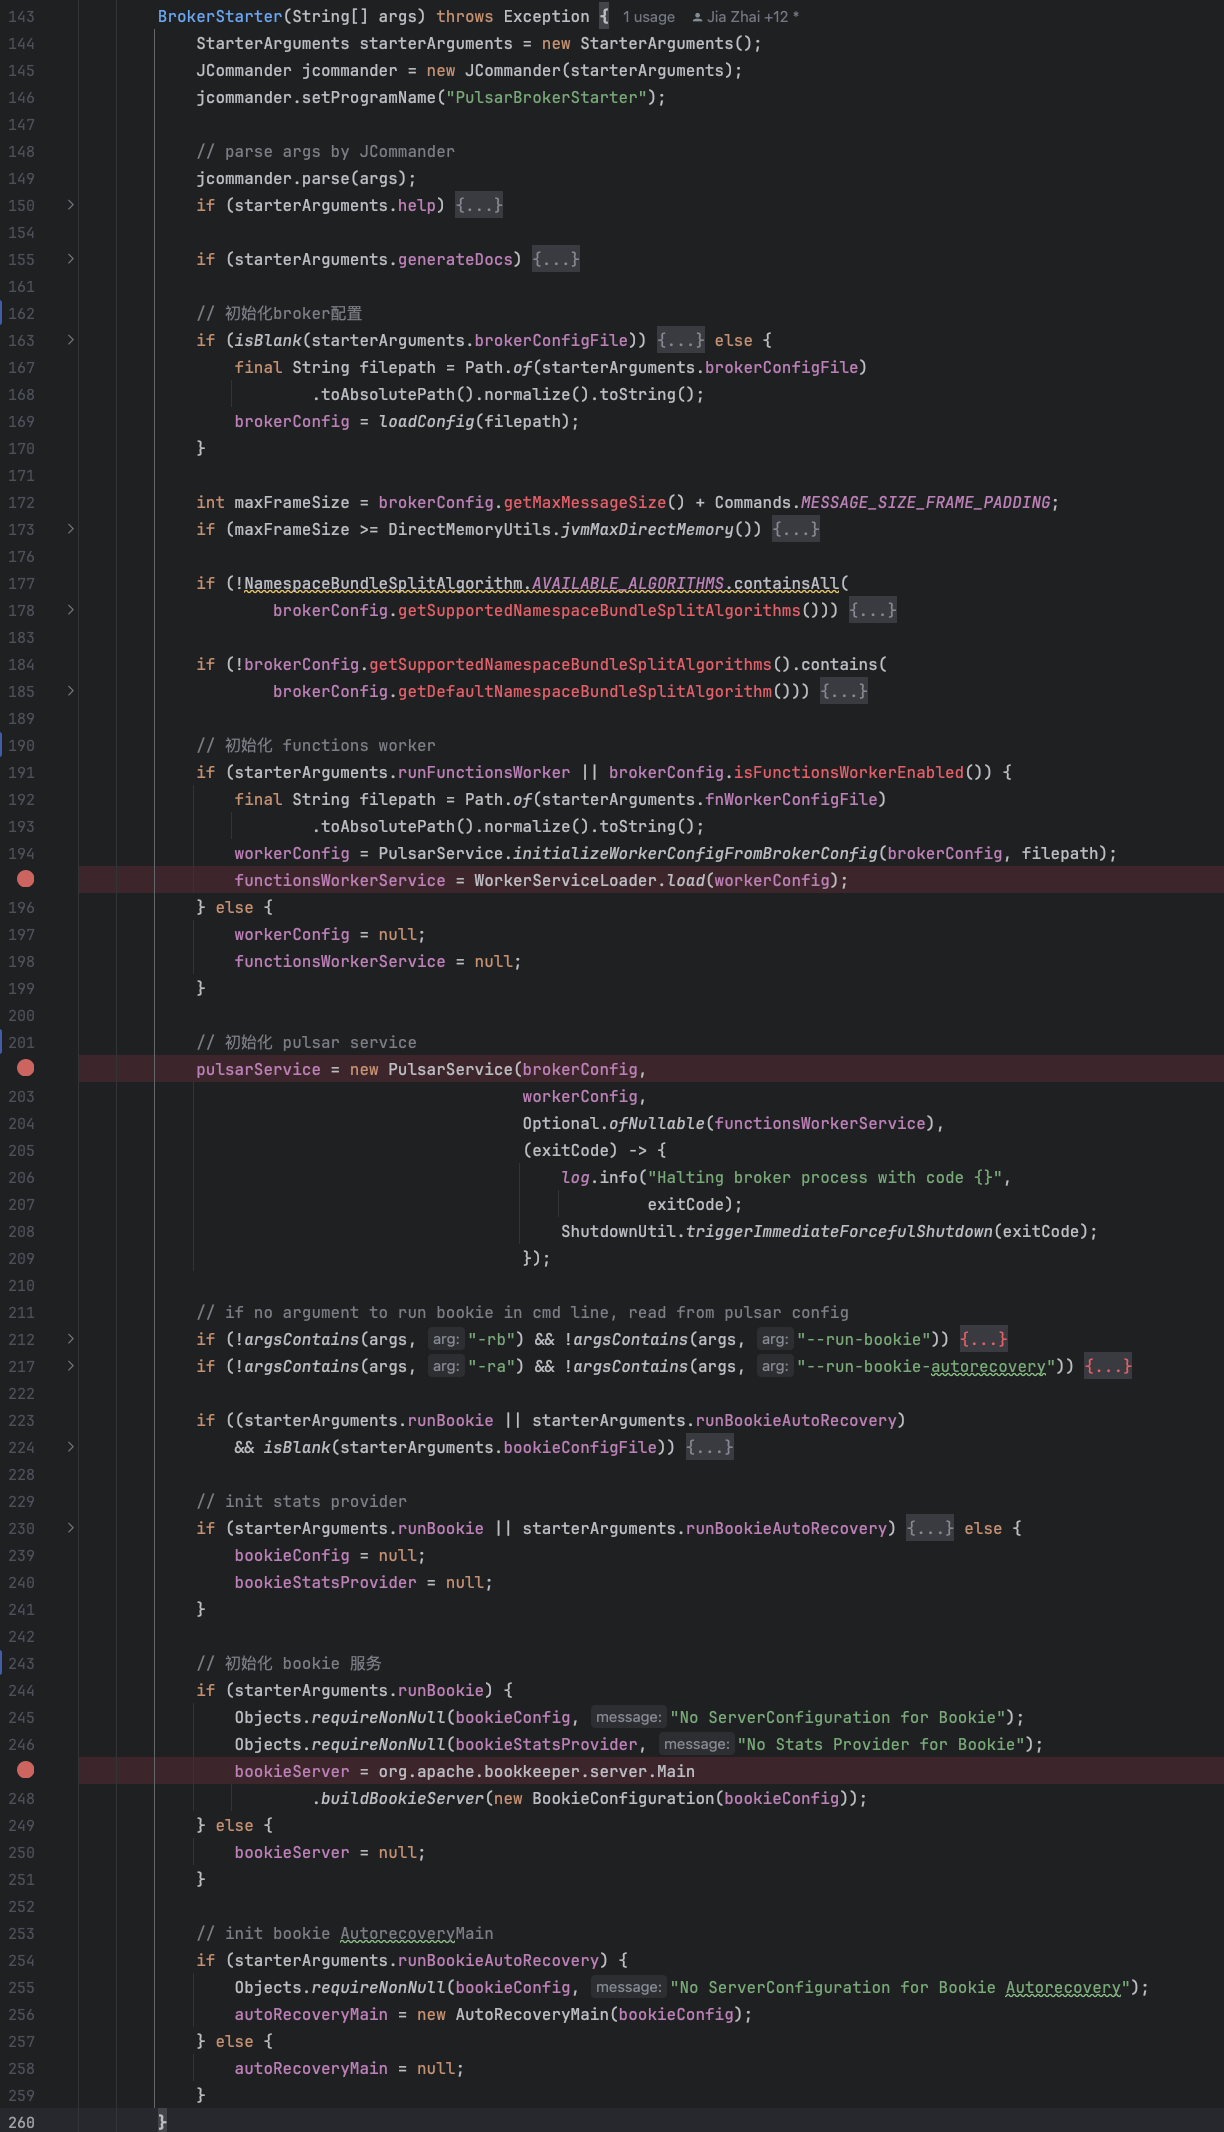 143 BrokerStarter(String[] args) throws Exception { 1 usage Jia Zhai +12 *
144 StarterArguments starterArguments = new StarterArguments();
145 JCommander jcommander = new JCommander(starterArguments);
146 jcommander.setProgramName("PulsarBrokerStarter");
147
148 // parse args by JCommander
149 jcommander.parse(args);
150 if (starterArguments.help) {...}
154
155 if (starterArguments.generateDocs) {...}
161
162 // 初始化broker配置
163 if (isBlank(starterArguments.brokerConfigFile)) {...} else {
167 final String filepath = Path.of(starterArguments.brokerConfigFile)
168 .toAbsolutePath().normalize().toString();
169 brokerConfig = loadConfig(filepath);
170 }
171
172 int maxFrameSize = brokerConfig.getMaxMessageSize() + Commands.MESSAGE_SIZE_FRAME_PADDING;
173 if (maxFrameSize >= DirectMemoryUtils.jvmMaxDirectMemory()) {...}
176
177 if (!NamespaceBundleSplitAlgorithm.AVAILABLE_ALGORITHMS.containsAll(
178 brokerConfig.getSupportedNamespaceBundleSplitAlgorithms())) {...}
183
184 if (!brokerConfig.getSupportedNamespaceBundleSplitAlgorithms().contains(
185 brokerConfig.getDefaultNamespaceBundleSplitAlgorithm())) {...}
189
190 // 初始化 functions worker
191 if (starterArguments.runFunctionsWorker || brokerConfig.isFunctionsWorkerEnabled()) {
192 final String filepath = Path.of(starterArguments.fnWorkerConfigFile)
193 .toAbsolutePath().normalize().toString();
194 workerConfig = PulsarService.initializeWorkerConfigFromBrokerConfig(brokerConfig, filepath);
functionsWorkerService = WorkerServiceLoader.load(workerConfig);
196 } else {
197 workerConfig = null;
198 functionsWorkerService = null;
199 }
200
201 // 初始化 pulsar service
pulsarService = new PulsarService(brokerConfig,
203 workerConfig,
204 Optional.ofNullable(functionsWorkerService),
205 (exitCode) -> {
206 log.info("Halting broker process with code {}",
207 exitCode);
208 ShutdownUtil.triggerImmediateForcefulShutdown(exitCode);
209 });
210
211 // if no argument to run bookie in cmd line, read from pulsar config
212 if (!argsContains(args, arg: "-rb") && !argsContains(args, arg: "--run-bookie")) {...}
217 if (!argsContains(args, arg: "-ra") && !argsContains(args, arg: "--run-bookie-autorecovery")) {...}
222
223 if ((starterArguments.runBookie || starterArguments.runBookieAutoRecovery)
224 && isBlank(starterArguments.bookieConfigFile)) {...}
228
229 // init stats provider
230 if (starterArguments.runBookie || starterArguments.runBookieAutoRecovery) {...} else {
239 bookieConfig = null;
240 bookieStatsProvider = null;
241 }
242
243 // 初始化 bookie 服务
244 if (starterArguments.runBookie) {
245 Objects.requireNonNull(bookieConfig, message: "No ServerConfiguration for Bookie");
246 Objects.requireNonNull(bookieStatsProvider, message: "No Stats Provider for Bookie");
bookieServer = org.apache.bookkeeper.server.Main
248 .buildBookieServer(new BookieConfiguration(bookieConfig));
249 } else {
250 bookieServer = null;
251 }
252
253 // init bookie AutorecoveryMain
254 if (starterArguments.runBookieAutoRecovery) {
255 Objects.requireNonNull(bookieConfig, message: "No ServerConfiguration for Bookie Autorecovery");
256 autoRecoveryMain = new AutoRecoveryMain(bookieConfig);
257 } else {
258 autoRecoveryMain = null;
259 }
260 }